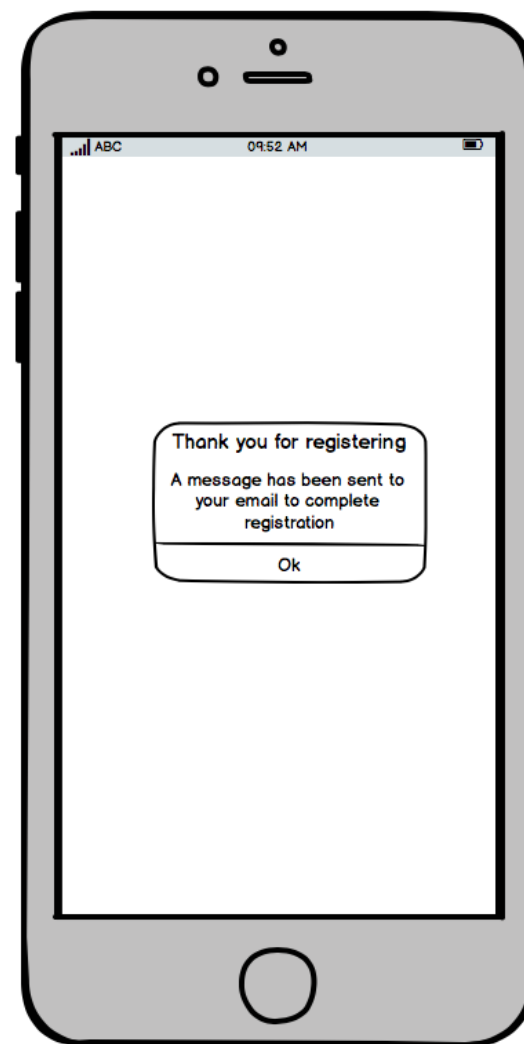 ABC 09:52 AM
Thank you for registering
A message has been sent to
your email to complete
registration
Ok